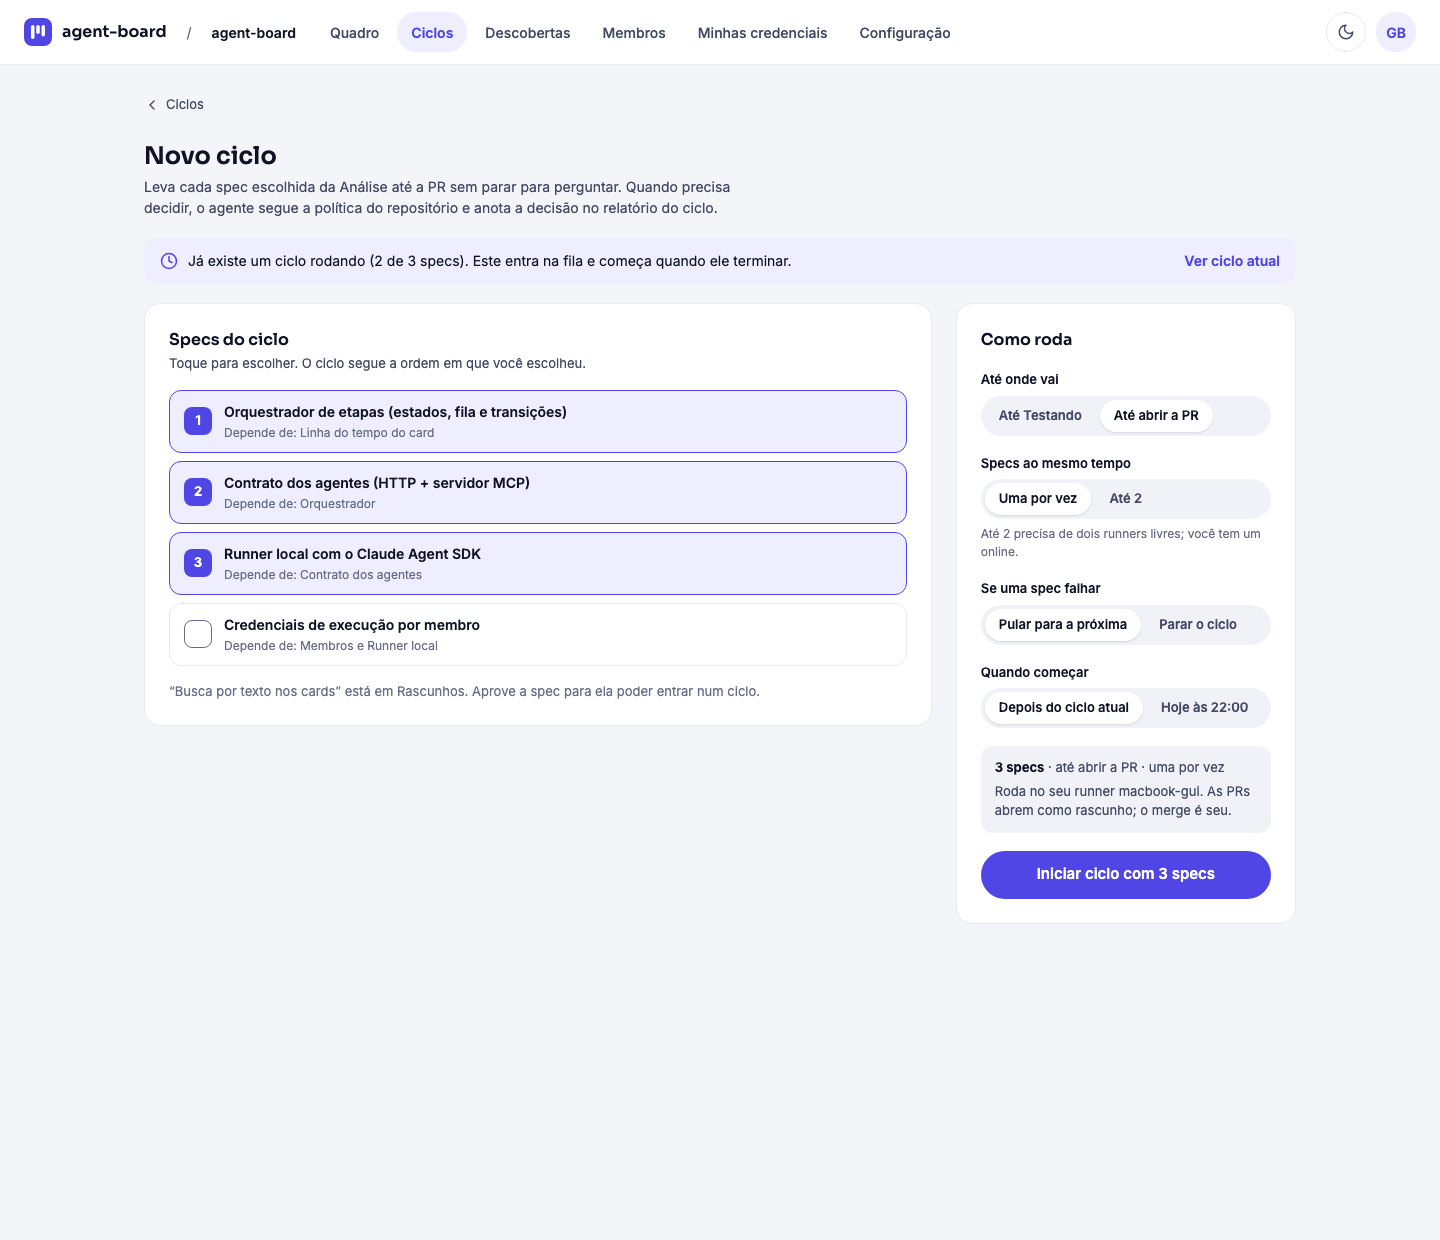 agent-board / agent-board Quadro Ciclos Descobertas Membros Minhas credenciais Configuração GB
Ciclos
Novo ciclo
Leva cada spec escolhida da Análise até a PR sem parar para perguntar. Quando precisa
decidir, o agente segue a política do repositório e anota a decisão no relatório do ciclo.
Já existe um ciclo rodando (2 de 3 specs). Este entra na fila e começa quando ele terminar. Ver ciclo atual
Specs do ciclo
Toque para escolher. O ciclo segue a ordem em que você escolheu.
1 Orquestrador de etapas (estados, fila e transições)
Depende de: Linha do tempo do card
2 Contrato dos agentes (HTTP + servidor MCP)
Depende de: Orquestrador
3 Runner local com o Claude Agent SDK
Depende de: Contrato dos agentes
Credenciais de execução por membro
Depende de: Membros e Runner local
“Busca por texto nos cards” está em Rascunhos. Aprove a spec para ela poder entrar num ciclo.
Como roda
Até onde vai
Até Testando Até abrir a PR
Specs ao mesmo tempo
Uma por vez Até 2
Até 2 precisa de dois runners livres; você tem um
online.
Se uma spec falhar
Pular para a próxima Parar o ciclo
Quando começar
Depois do ciclo atual Hoje às 22:00
3 specs · até abrir a PR · uma por vez
Roda no seu runner macbook-gui. As PRs
abrem como rascunho; o merge é seu.
Iniciar ciclo com 3 specs